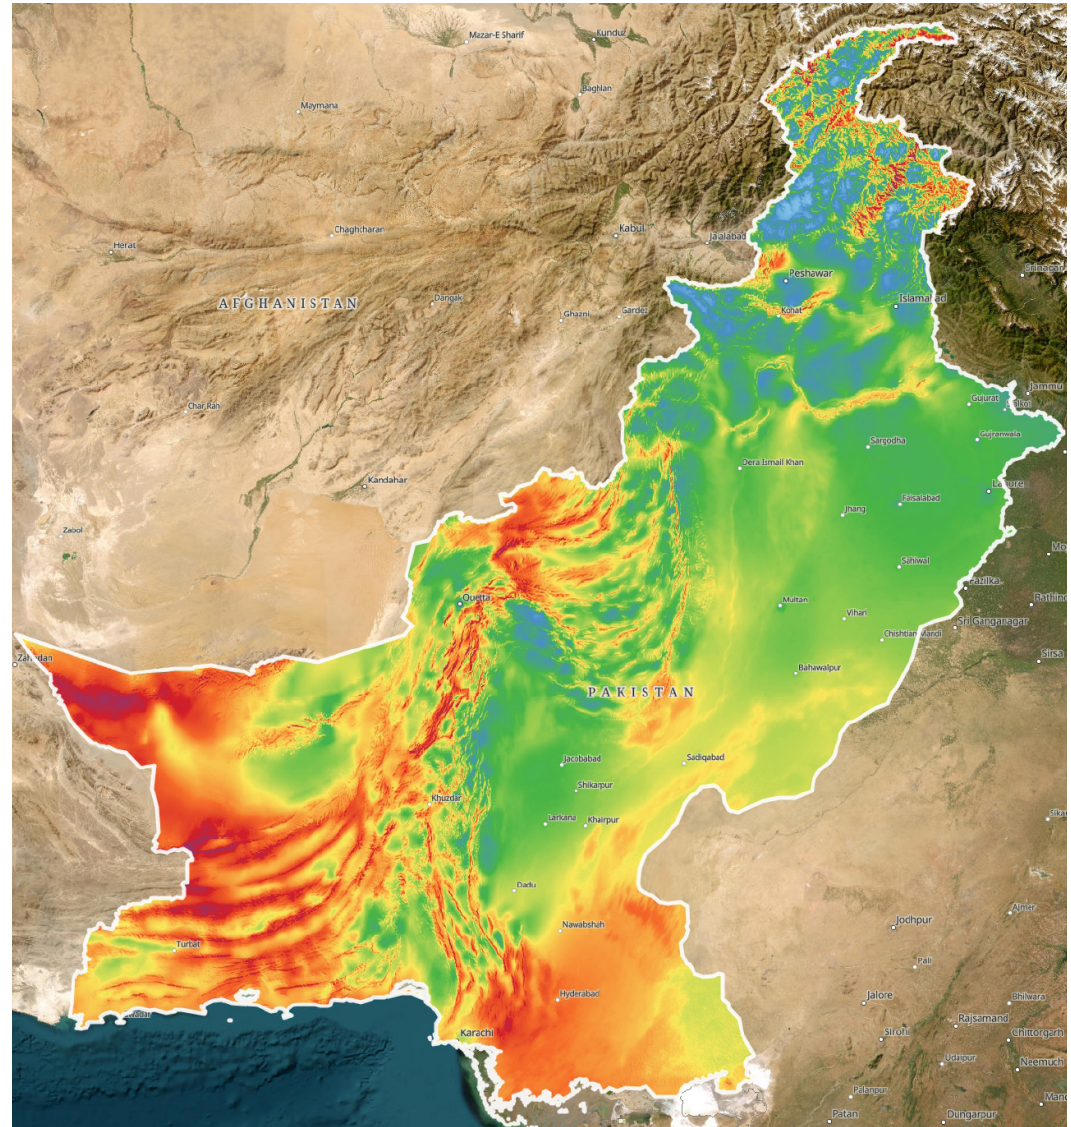 Mazar-E Sharif
Kunduz
Baghlan
Maymana
Herat
Chaghcharan
Kabul
Jalalabad
Srinagar
AFGHANISTAN
Dangak
Peshawar
Islamabad
Ghazni
Gardez
Kohat
Jammu
Char Rah
Gujurat
Gujranwala
Sargodha
Dera Ismail Khan
Kandahar
Lahore
Faisalabad
Jhang
Zabol
Sahiwal
Fazilka
Quetta
Multan
Vihari
Sri Ganganagar
Chishtian Mandi
Sirsa
Zahedan
Bahawalpur
PAKISTAN
Sadiqabad
Jacobabad
Shikarpur
Khuzdar
Larkana
Khairpur
Dadu
Ajmer
Nawabshah
Jodhpur
Turbat
Pali
Hyderabad
Jalore
Bhilwara
Rajsamand
Karachi
Sirohi
Chittorgarh
Udaipur
Neemuch
Palanpur
Patan
Dungarpur